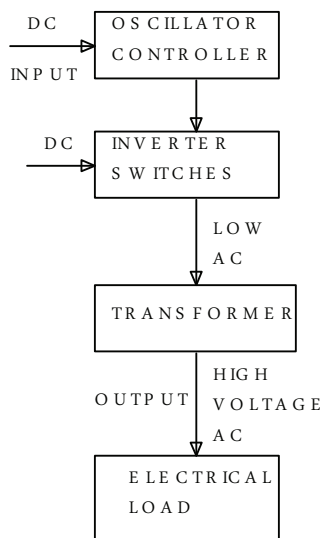 DC
INPUT
OSCILLATOR
CONTROLLER
DC
INVERTER
SWITCHES
LOW
AC
TRANSFORMER
OUTPUT
HIGH
VOLTAGE
AC
ELECTRICAL
LOAD